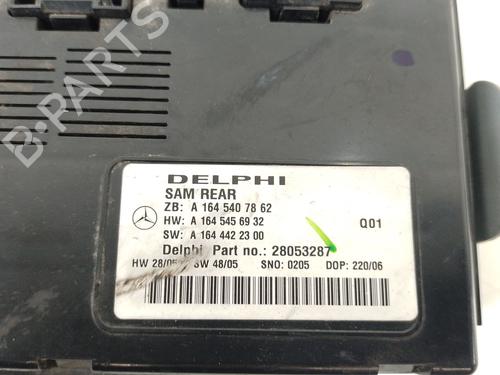 B-PARTS
DELPHI
SAM REAR
ZB: A 164 540 78 62
HW: A 164 545 69 32
SW: A 164 442 23 00
Q01
Delphi Part no.: 28053287
HW 28/05 SW 48/05 SNO: 0205 DOP: 220/06